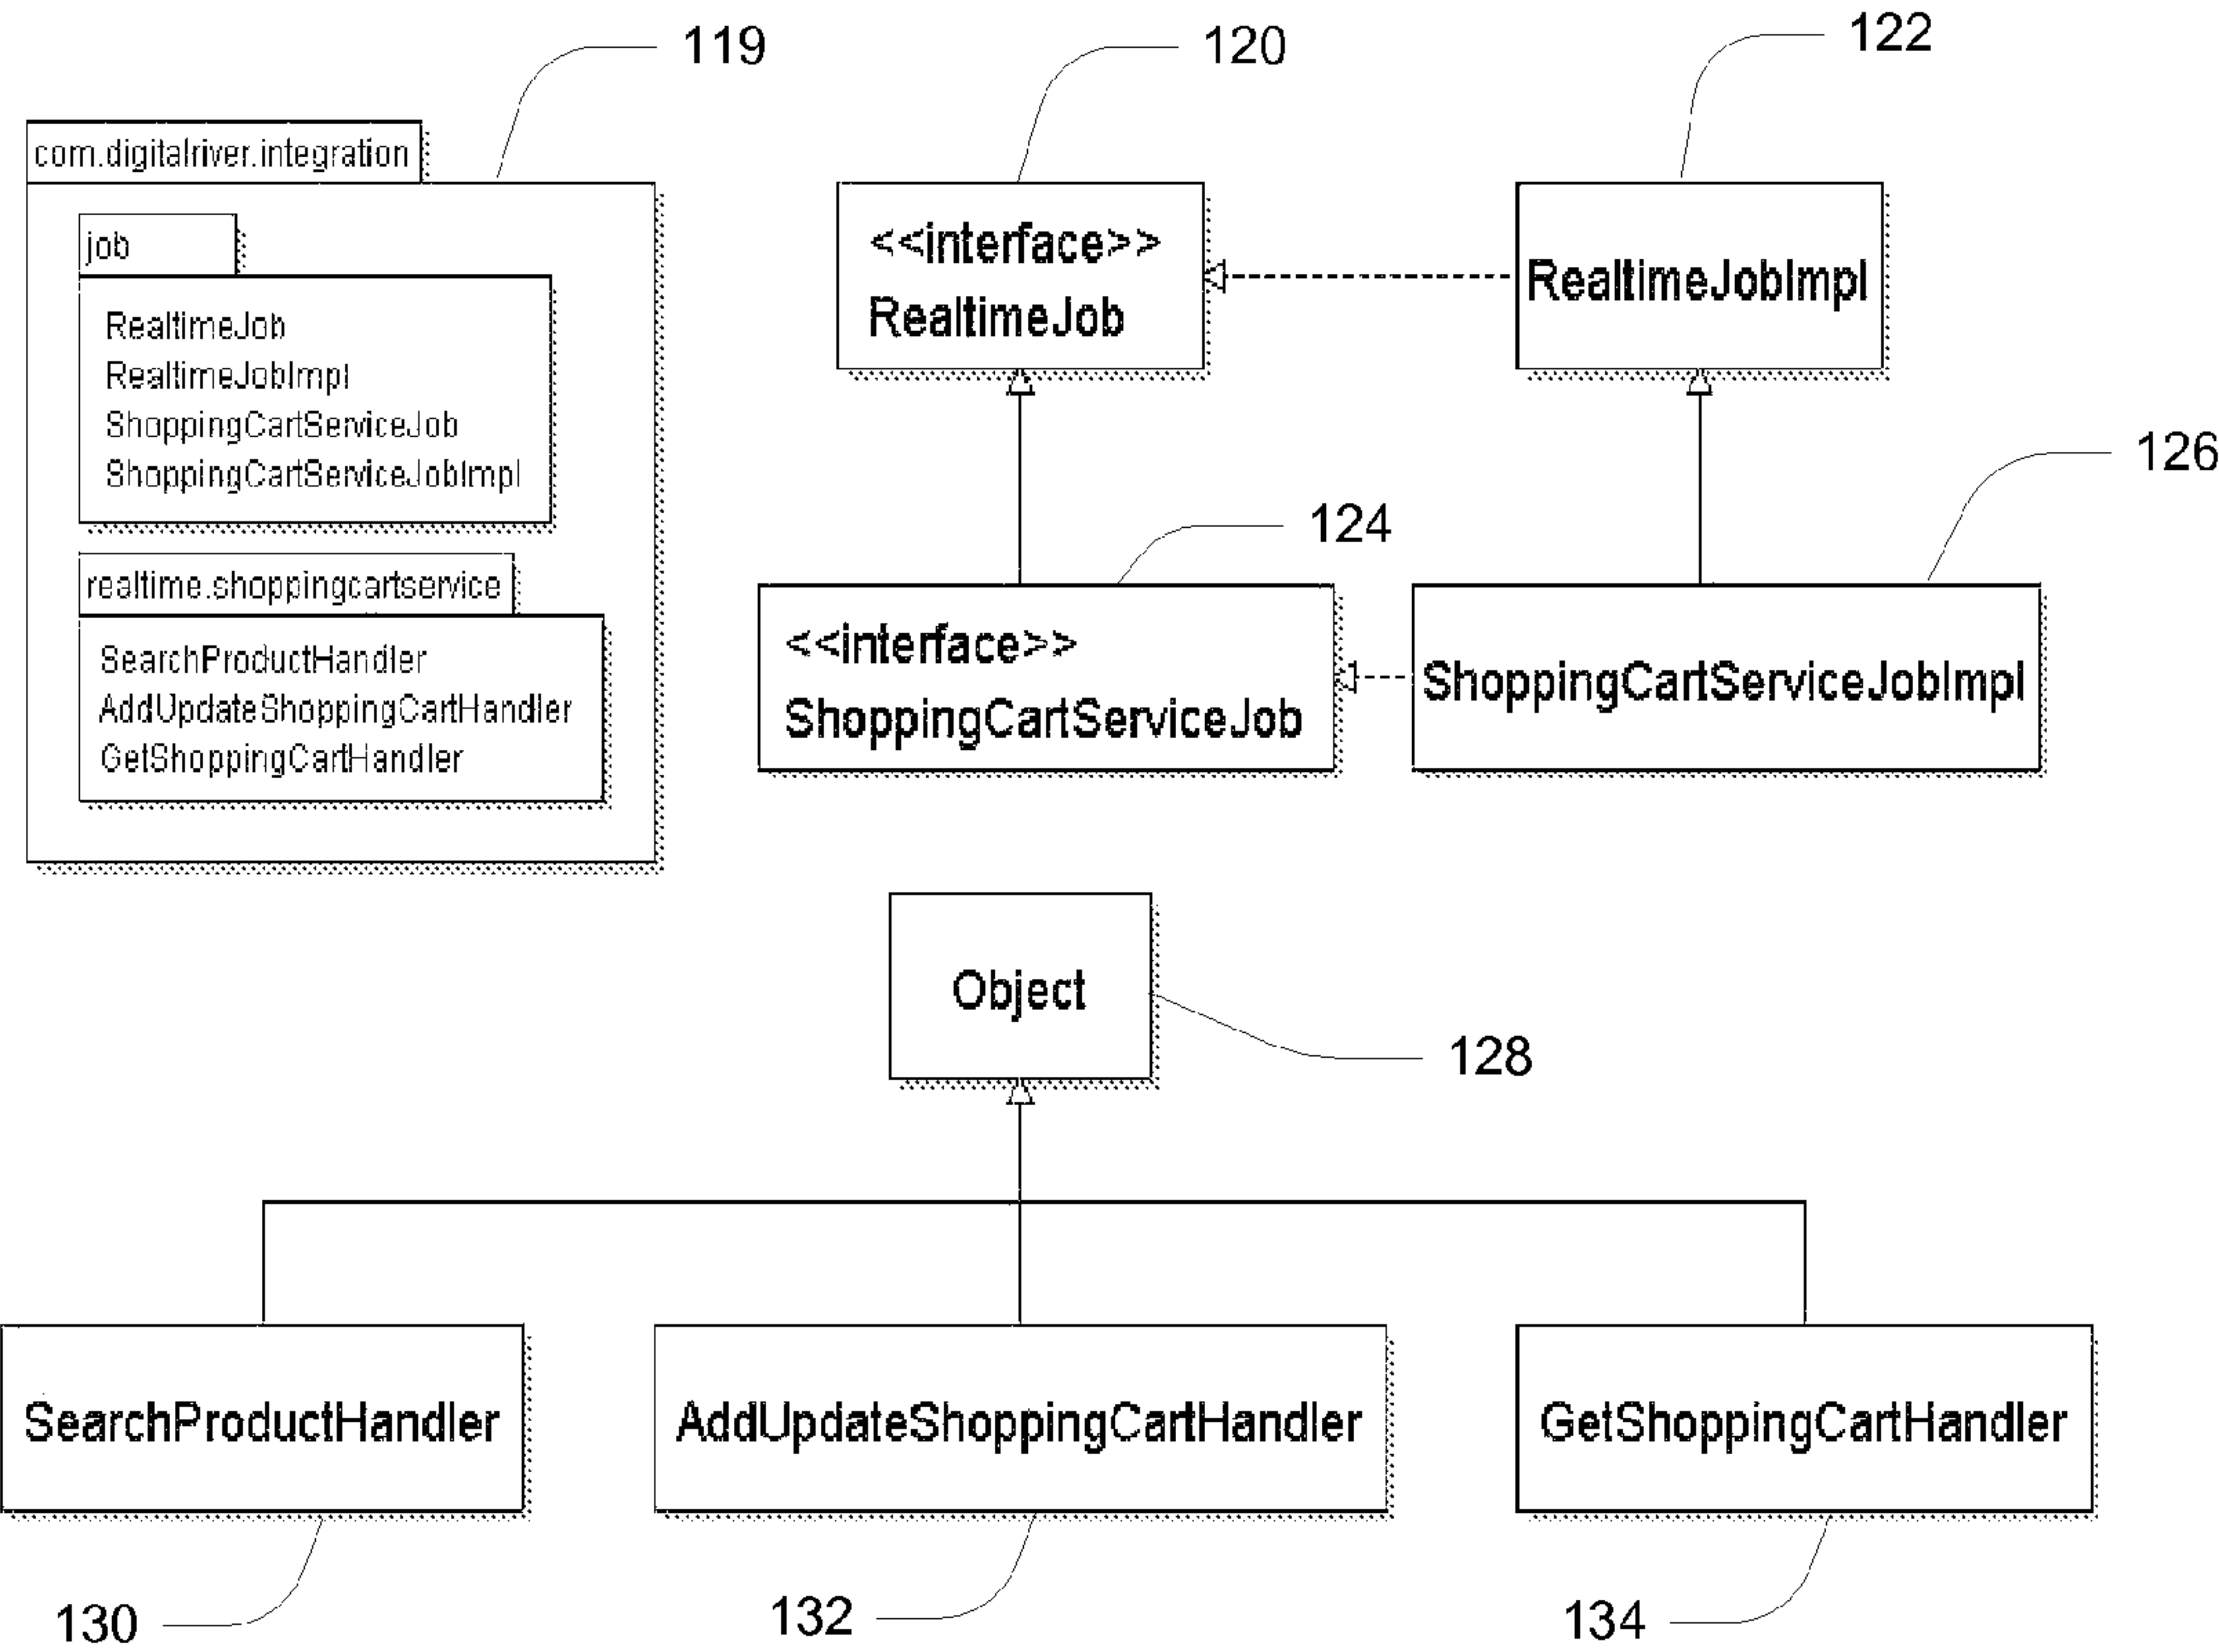 119
120
122
com.digitalriver.integration
job
RealtimeJob
RealtimeJobImpl
ShoppingCartServiceJob
ShoppingCartServiceJobImpl
realtime.shoppingcartservice
SearchProductHandler
AddUpdateShoppingCartHandler
GetShoppingCartHandler
<<interface>>
RealtimeJob
RealtimeJobImpl
126
124
<<interface>>
ShoppingCartServiceJob
ShoppingCartServiceJobImpl
Object
128
SearchProductHandler
AddUpdateShoppingCartHandler
GetShoppingCartHandler
130
132
134